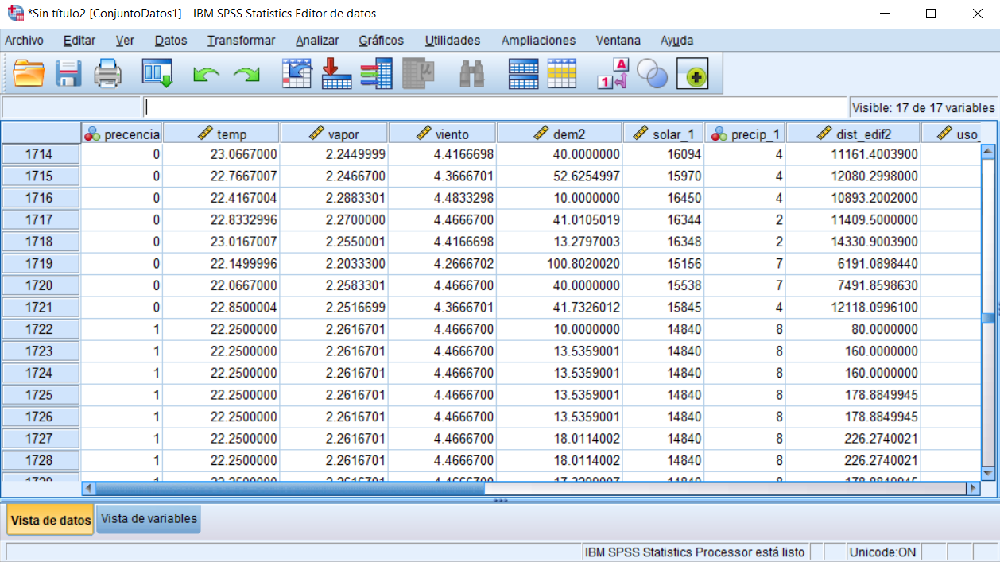 *Sin título2 [ConjuntoDatos1] - IBM SPSS Statistics Editor de datos
Archivo Editar Ver Datos Transformar Analizar Gráficos Utilidades Ampliaciones Ventana Ayuda
Visible: 17 de 17 variables
precencia temp vapor viento dem2 solar_1 precip_1 dist_edif2 uso_
1714 0 23.0667000 2.2449999 4.4166698 40.0000000 16094 4 11161.4003900
1715 0 22.7667007 2.2466700 4.3666701 52.6254997 15970 4 12080.2998000
1716 0 22.4167004 2.2883301 4.4833298 10.0000000 16450 4 10893.2002000
1717 0 22.8332996 2.2700000 4.4666700 41.0105019 16344 2 11409.5000000
1718 0 23.0167007 2.2550001 4.4166698 13.2797003 16348 2 14330.9003900
1719 0 22.1499996 2.2033300 4.2666702 100.8020020 15156 7 6191.0898440
1720 0 22.0667000 2.2583301 4.4666700 40.0000000 15538 7 7491.8598630
1721 0 22.8500004 2.2516699 4.3666701 41.7326012 15845 4 12118.0996100
1722 1 22.2500000 2.2616701 4.4666700 10.0000000 14840 8 80.0000000
1723 1 22.2500000 2.2616701 4.4666700 13.5359001 14840 8 160.0000000
1724 1 22.2500000 2.2616701 4.4666700 13.5359001 14840 8 160.0000000
1725 1 22.2500000 2.2616701 4.4666700 13.5359001 14840 8 178.8849945
1726 1 22.2500000 2.2616701 4.4666700 13.5359001 14840 8 178.8849945
1727 1 22.2500000 2.2616701 4.4666700 18.0114002 14840 8 226.2740021
1728 1 22.2500000 2.2616701 4.4666700 18.0114002 14840 8 226.2740021
Vista de datos Vista de variables
IBM SPSS Statistics Processor está listo Unicode:ON